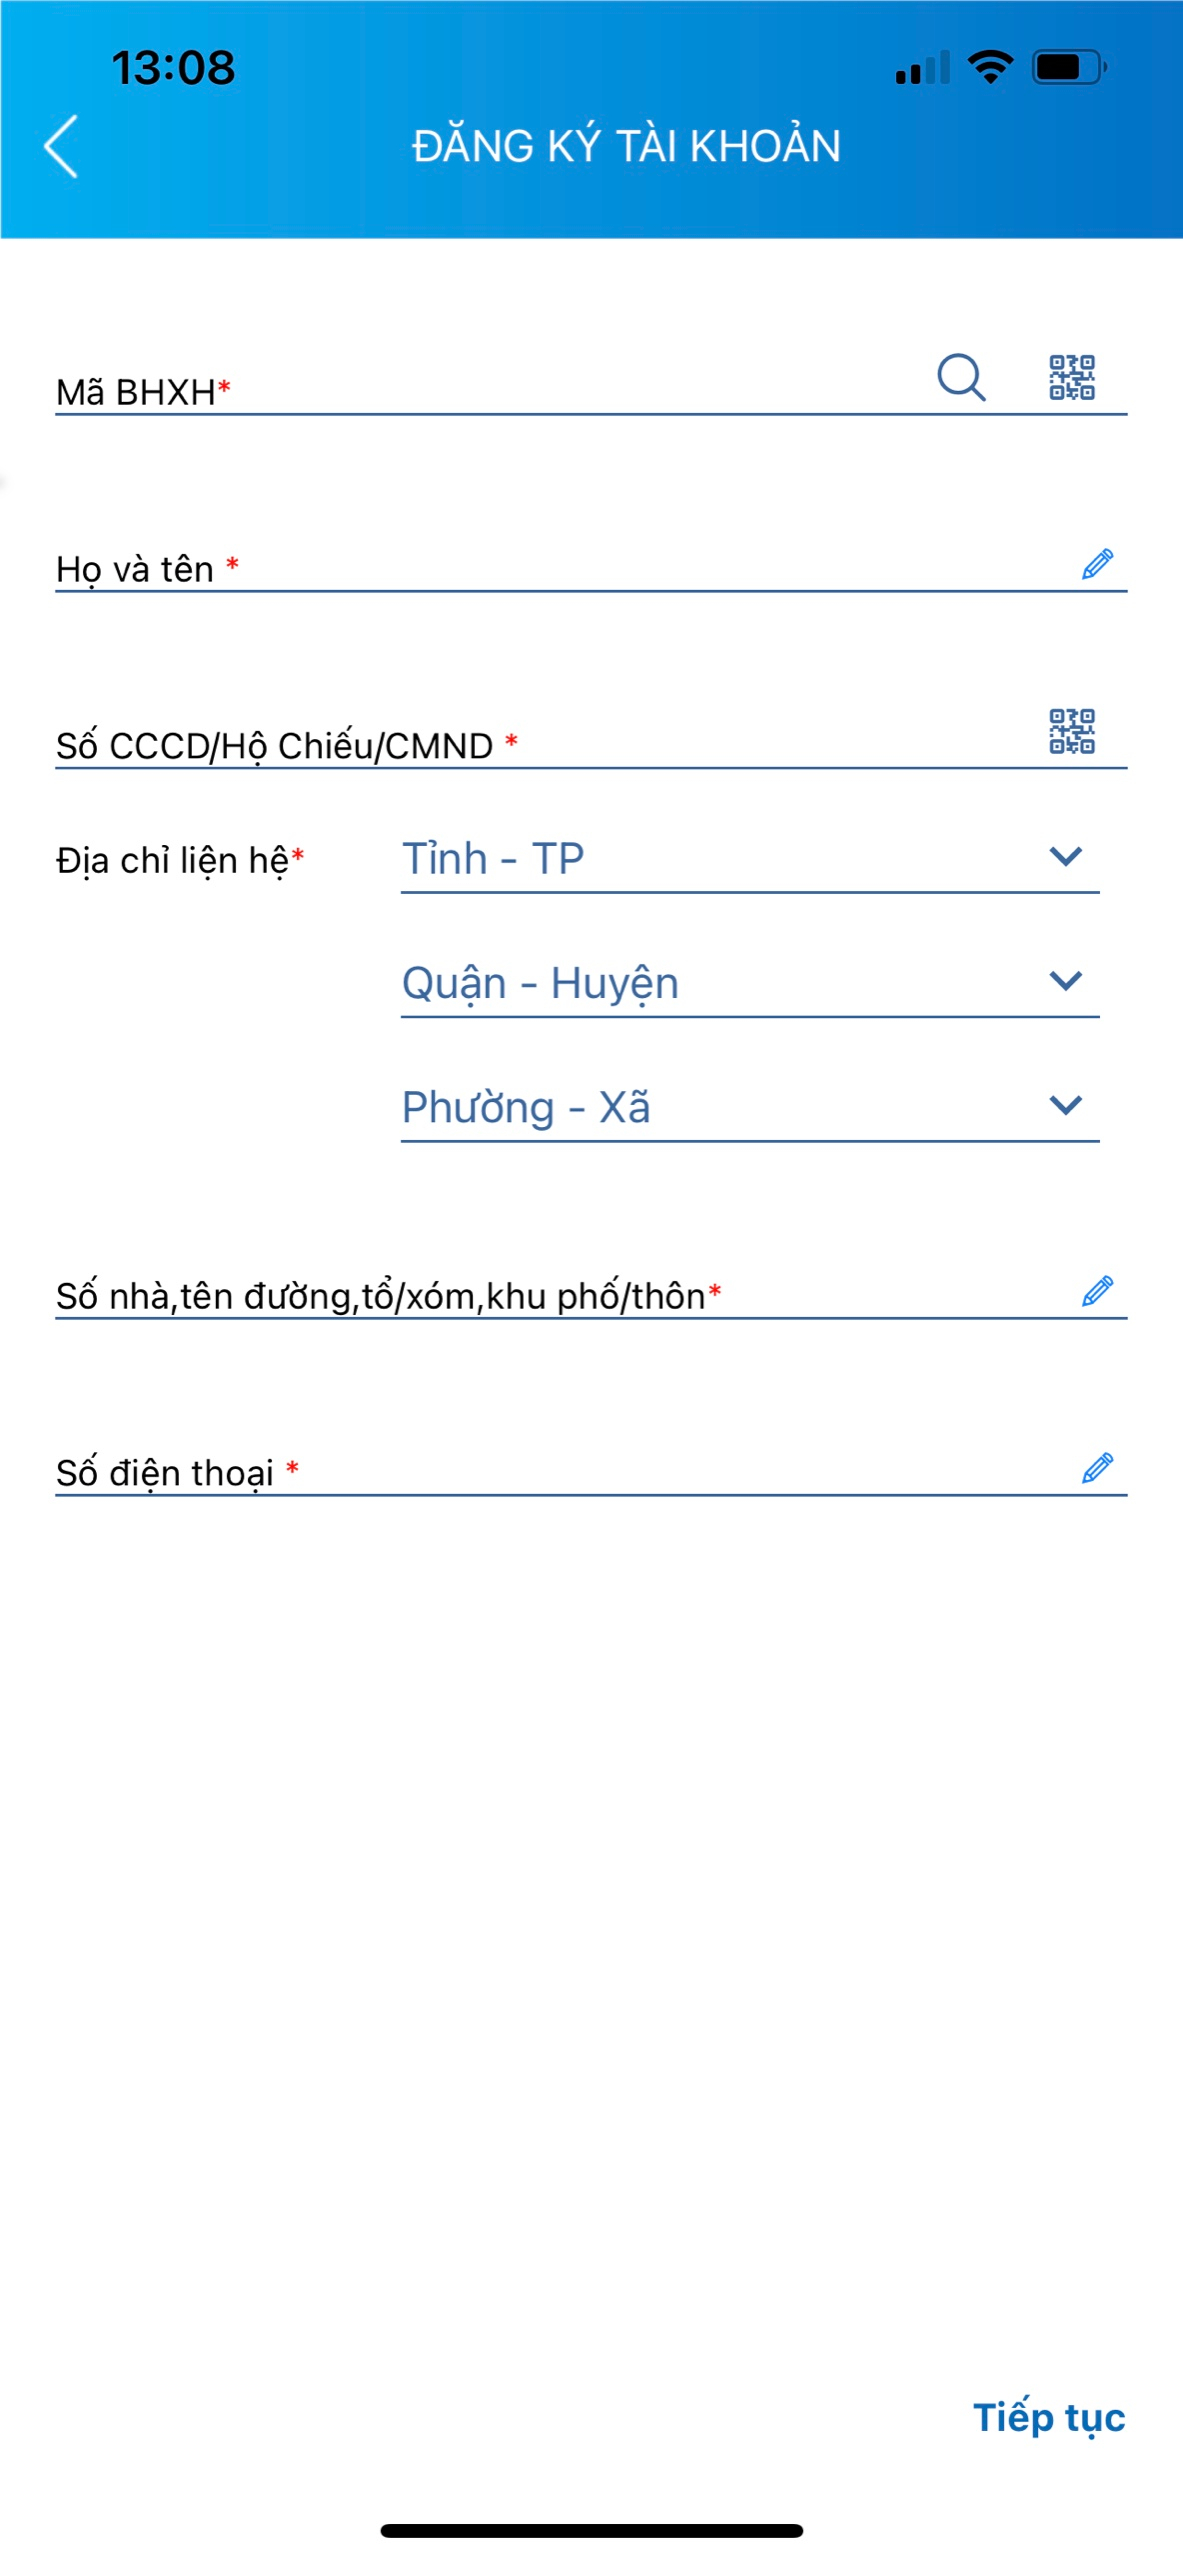 13:08
ĐĂNG KÝ TÀI KHOẢN
Mã BHXH*
Họ và tên *
Số CCCD/Hộ Chiếu/CMND *
Địa chỉ liện hệ* Tỉnh - TP
Quận - Huyện
Phường - Xã
Số nhà,tên đường,tổ/xóm,khu phố/thôn*
Số điện thoại *
Tiếp tục